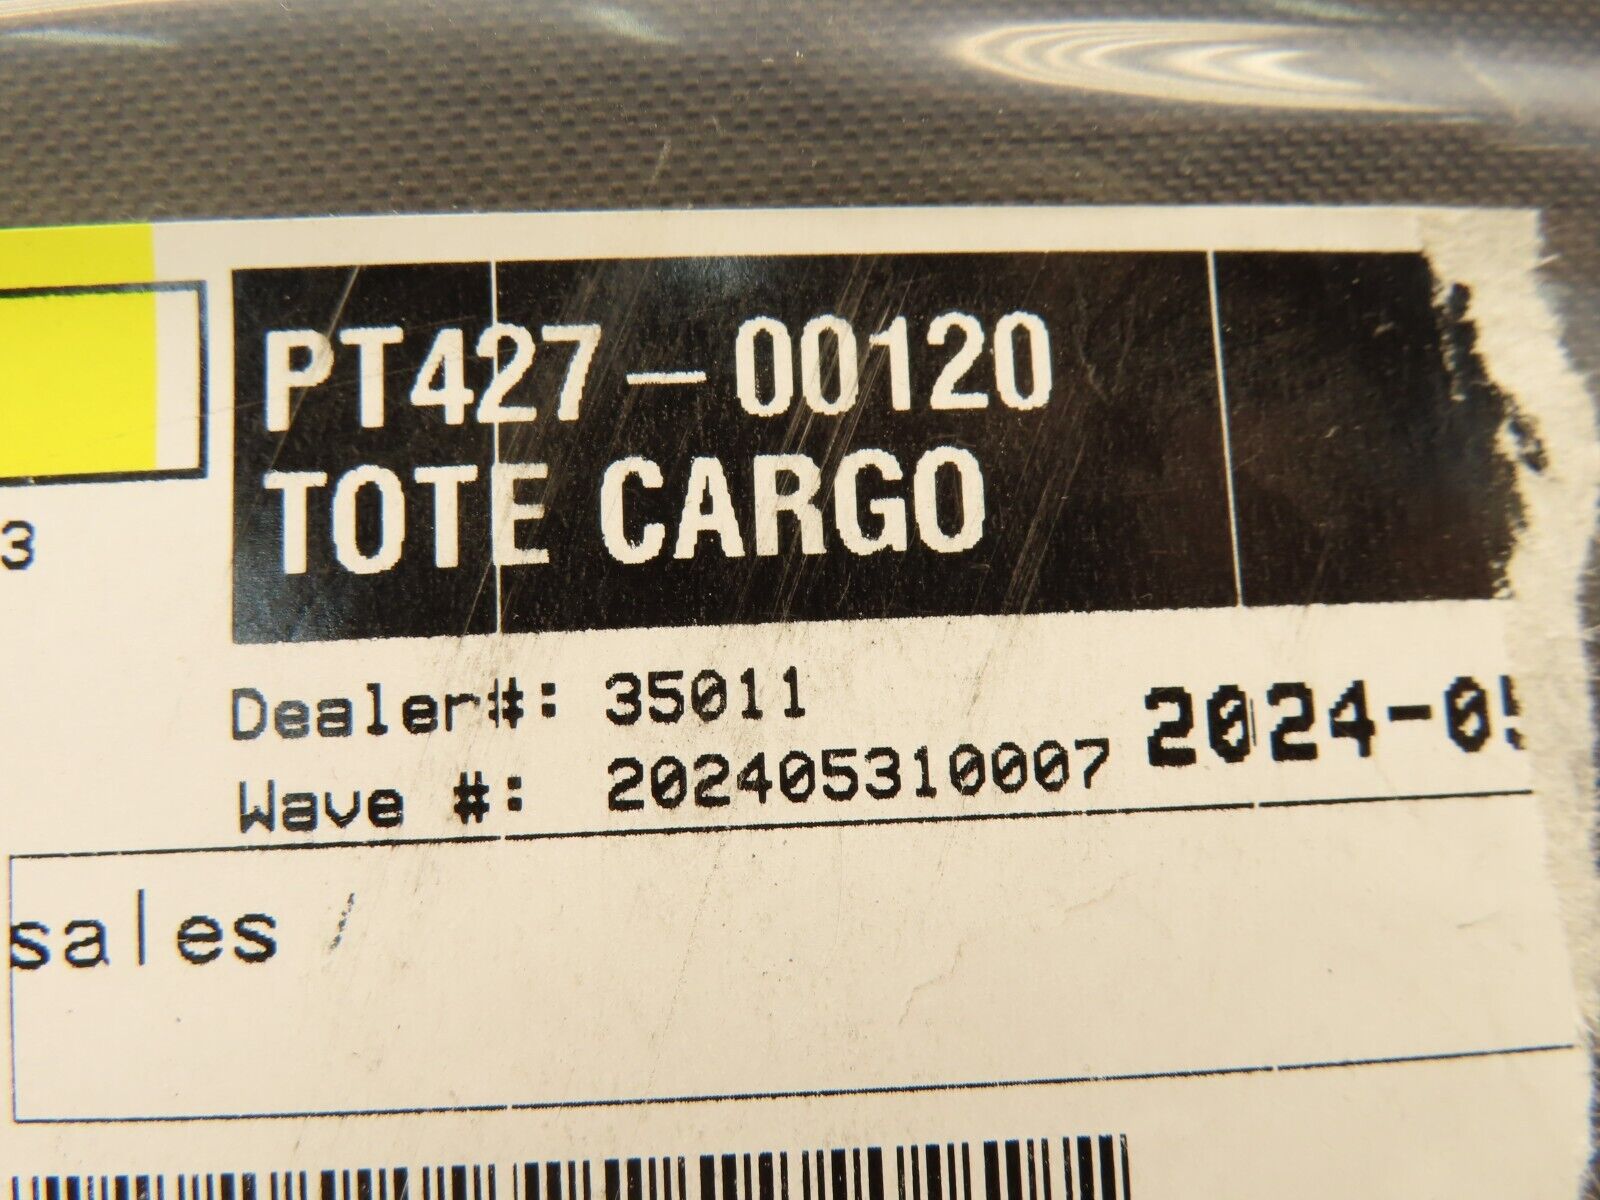 PT427-00120
TOTE CARGO
3
Dealer#: 35011
Wave #: 202405310007
2024-05
sales